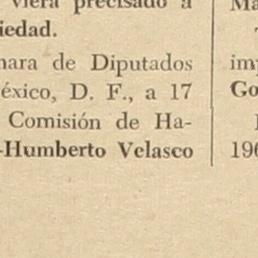 viera precisado a
iedad.
nara de Diputados
éxico, D. F., a 17
Comisión de Ha-
-Humberto Velasco
Ma
imp
Go
196